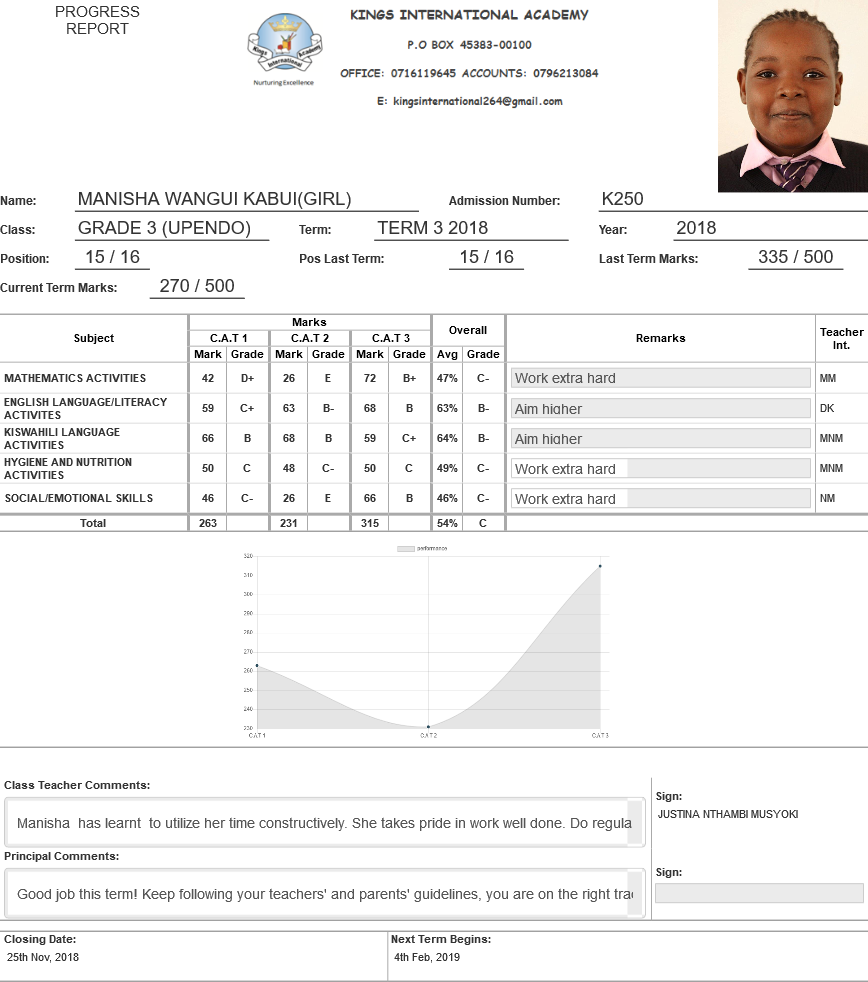 PROGRESS
REPORT
Kings International Academy
Nurturing Excellence
KINGS INTERNATIONAL ACADEMY
P.O BOX 45383-00100
OFFICE: 0716119645 ACCOUNTS: 0796213084
E: kingsinternational264@gmail.com
Name: MANISHA WANGUI KABUI(GIRL) Admission Number: K250
Class: GRADE 3 (UPENDO) Term: TERM 3 2018 Year: 2018
Position: 15 / 16 Pos Last Term: 15 / 16 Last Term Marks: 335 / 500
Current Term Marks: 270 / 500
Subject Marks Overall Remarks Teacher Int.
C.A.T 1 C.A.T 2 C.A.T 3
Mark Grade Mark Grade Mark Grade Avg Grade
MATHEMATICS ACTIVITIES 42 D+ 26 E 72 B+ 47% C- Work extra hard MM
ENGLISH LANGUAGE/LITERACY ACTIVITES 59 C+ 63 B- 68 B 63% B- Aim higher DK
KISWAHILI LANGUAGE ACTIVITIES 66 B 68 B 59 C+ 64% B- Aim higher MNM
HYGIENE AND NUTRITION ACTIVITIES 50 C 48 C- 50 C 49% C- Work extra hard MNM
SOCIAL/EMOTIONAL SKILLS 46 C- 26 E 66 B 46% C- Work extra hard NM
Total 263 231 315 54% C
performance
320
310
300
290
280
270
260
250
240
230
CAT1 CAT2 CAT3
Class Teacher Comments:
Manisha has learnt to utilize her time constructively. She takes pride in work well done. Do regula
Sign:
JUSTINA NTHAMBI MUSYOKI
Principal Comments:
Good job this term! Keep following your teachers' and parents' guidelines, you are on the right trac
Sign:
Closing Date: Next Term Begins:
25th Nov, 2018 4th Feb, 2019